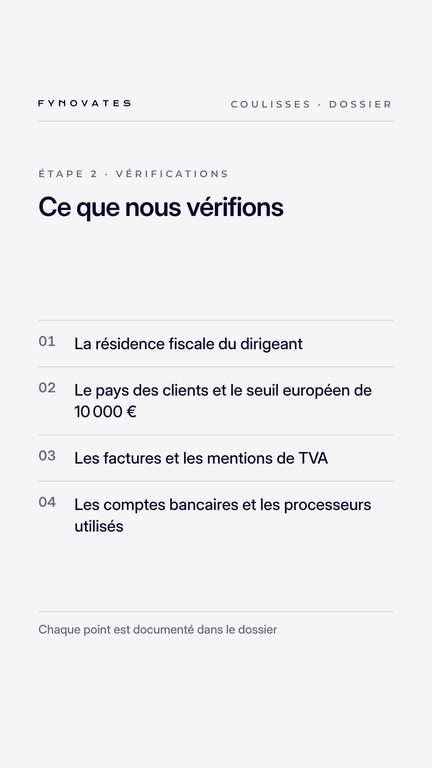 FYNOVATES
COULISSES · DOSSIER
ÉTAPE 2 · VÉRIFICATIONS
Ce que nous vérifions
01 La résidence fiscale du dirigeant
02 Le pays des clients et le seuil européen de
10 000 €
03 Les factures et les mentions de TVA
04 Les comptes bancaires et les processeurs
utilisés
Chaque point est documenté dans le dossier